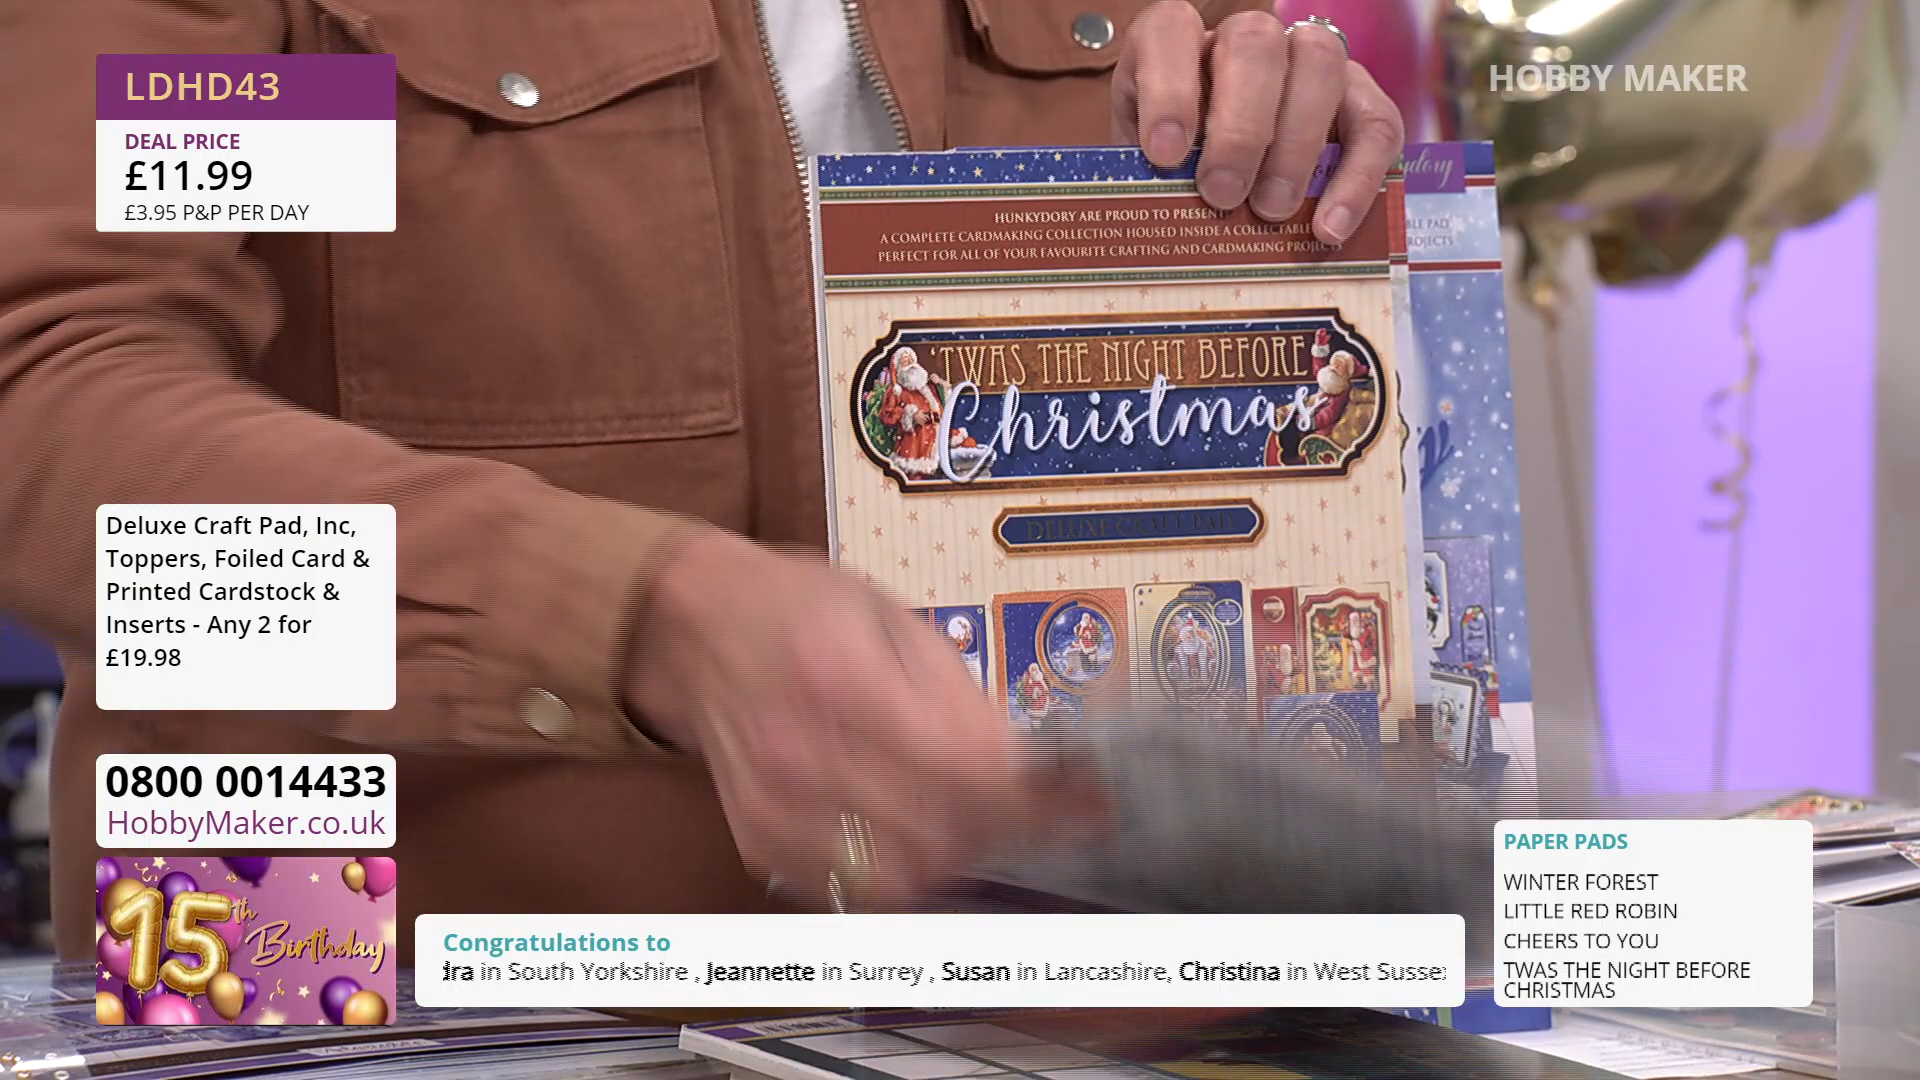 LDHD43
DEAL PRICE
£11.99
£3.95 P&P PER DAY
HOBBY MAKER
HUNKYDORY ARE PROUD TO PRESENT
A COMPLETE CARDMAKING COLLECTION HOUSED INSIDE A COLLECTABLE
PERFECT FOR ALL OF YOUR FAVOURITE CRAFTING AND CARDMAKING PROJECTS
'TWAS THE NIGHT BEFORE
Christmas
DELUXE CRAFT PAD
Deluxe Craft Pad, Inc,
Toppers, Foiled Card &
Printed Cardstock &
Inserts - Any 2 for
£19.98
0800 0014433
HobbyMaker.co.uk
15th
Birthday
Congratulations to
in South Yorkshire , Jeannette in Surrey , Susan in Lancashire, Christina in West
PAPER PADS
WINTER FOREST
LITTLE RED ROBIN
CHEERS TO YOU
TWAS THE NIGHT BEFORE
CHRISTMAS